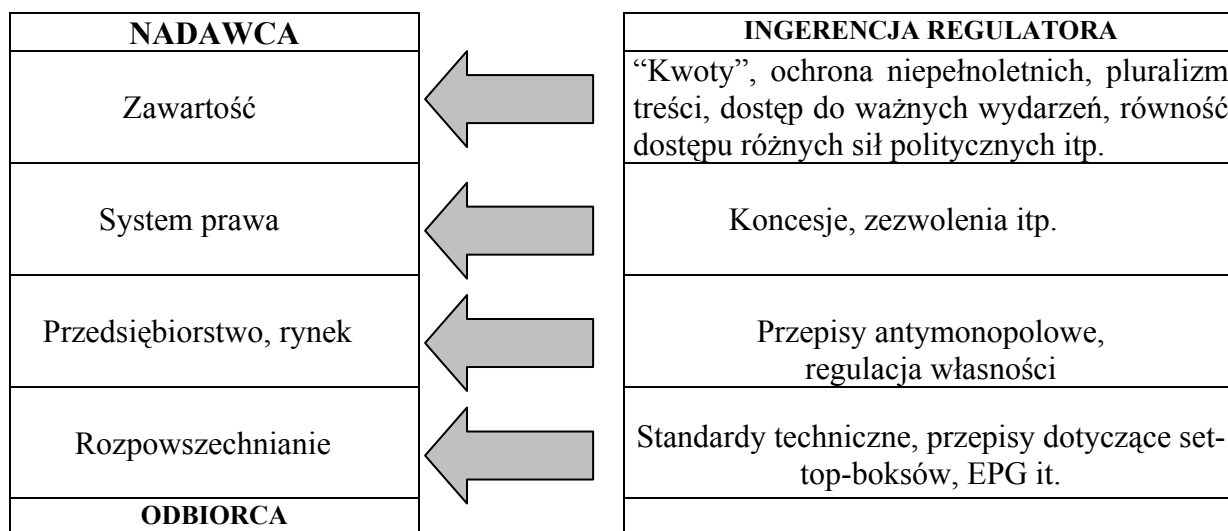 NADAWCA
INGERENCJA REGULATORA
Zawartość
“Kwoty”, ochrona niepełnoletnich, pluralizm
treści, dostęp do ważnych wydarzeń, równość
dostępu różnych sił politycznych itp.
System prawa
Koncesje, zezwolenia itp.
Przedsiębiorstwo, rynek
Przepisy antymonopolowe,
regulacja własności
Rozpowszechnianie
Standardy techniczne, przepisy dotyczące set-
top-boksów, EPG it.
ODBIORCA